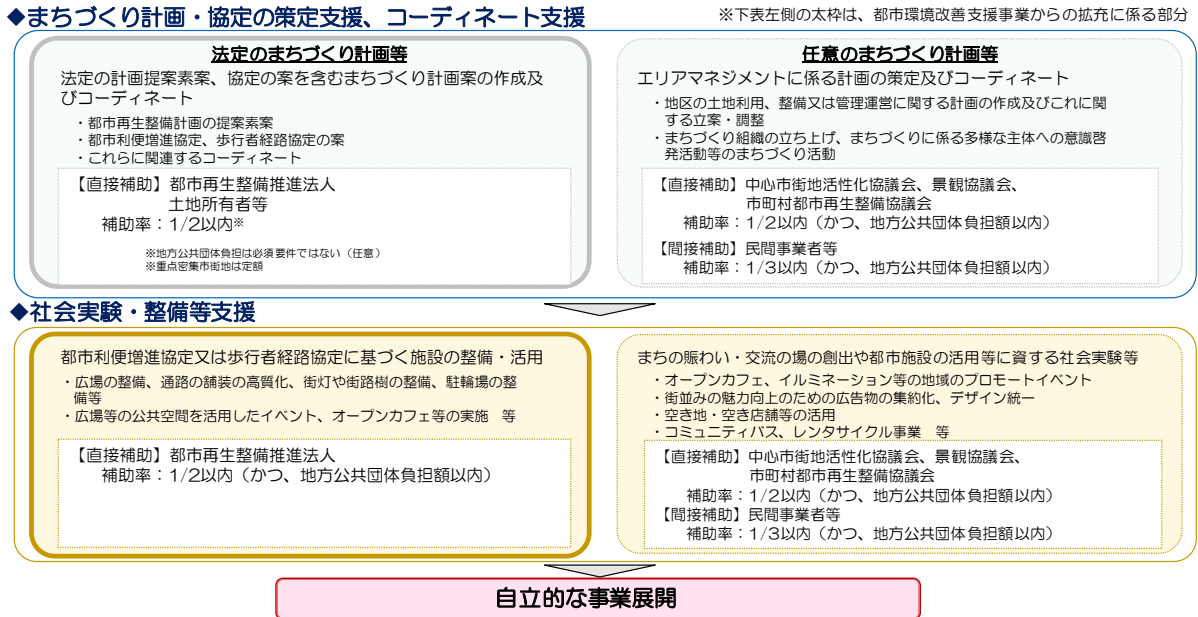 ◆まちづくり計画・協定の策定支援、コーディネート支援
※下表左側の太枠は、都市環境改善支援事業からの拡充に係る部分
法定のまちづくり計画等
法定の計画提案素案、協定の案を含むまちづくり計画案の作成及
びコーディネート
・都市再生整備計画の提案素案
・都市利便増進協定、歩行者経路協定の案
・これらに関連するコーディネート
【直接補助】都市再生整備推進法人
土地所有者等
補助率：1/2以内※
※地方公共団体負担は必須要件ではない（任意）
※重点密集市街地は定額
任意のまちづくり計画等
エリアマネジメントに係る計画の策定及びコーディネート
・地区の土地利用、整備又は管理運営に関する計画の作成及びこれに関
する立案・調整
・まちづくり組織の立ち上げ、まちづくりに係る多様な主体への意識啓
発活動等のまちづくり活動
【直接補助】中心市街地活性化協議会、景観協議会、
市町村都市再生整備協議会
補助率：1/2以内（かつ、地方公共団体負担額以内）
【間接補助】民間事業者等
補助率：1/3以内（かつ、地方公共団体負担額以内）
◆社会実験・整備等支援
都市利便増進協定又は歩行者経路協定に基づく施設の整備・活用
・広場の整備、通路の舗装の高質化、街灯や街路樹の整備、駐輪場の整
備等
・広場等の公共空間を活用したイベント、オープンカフェ等の実施　等
【直接補助】都市再生整備推進法人
補助率：1/2以内（かつ、地方公共団体負担額以内）
まちの賑わい・交流の場の創出や都市施設の活用等に資する社会実験等
・オープンカフェ、イルミネーション等の地域のプロモートイベント
・街並みの魅力向上のための広告物の集約化、デザイン統一
・空き地・空き店舗等の活用
・コミュニティバス、レンタサイクル事業　等
【直接補助】中心市街地活性化協議会、景観協議会、
市町村都市再生整備協議会
補助率：1/2以内（かつ、地方公共団体負担額以内）
【間接補助】民間事業者等
補助率：1/3以内（かつ、地方公共団体負担額以内）
自立的な事業展開